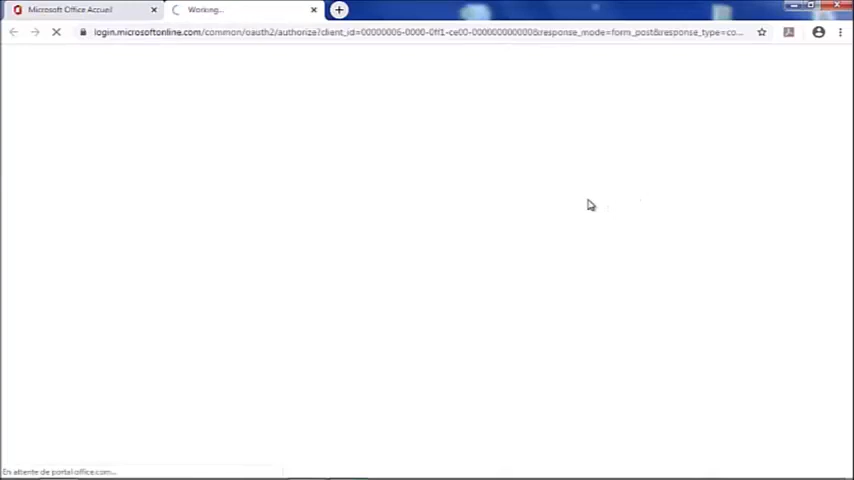 Microsoft Office Accueil
Working...
login.microsoftonline.com/common/oauth2/authorize?client_id=00000006-0000-0ff1-ce00-000000000000&response_mode=form_post&response_type=co...
En attente de portal.office.com...